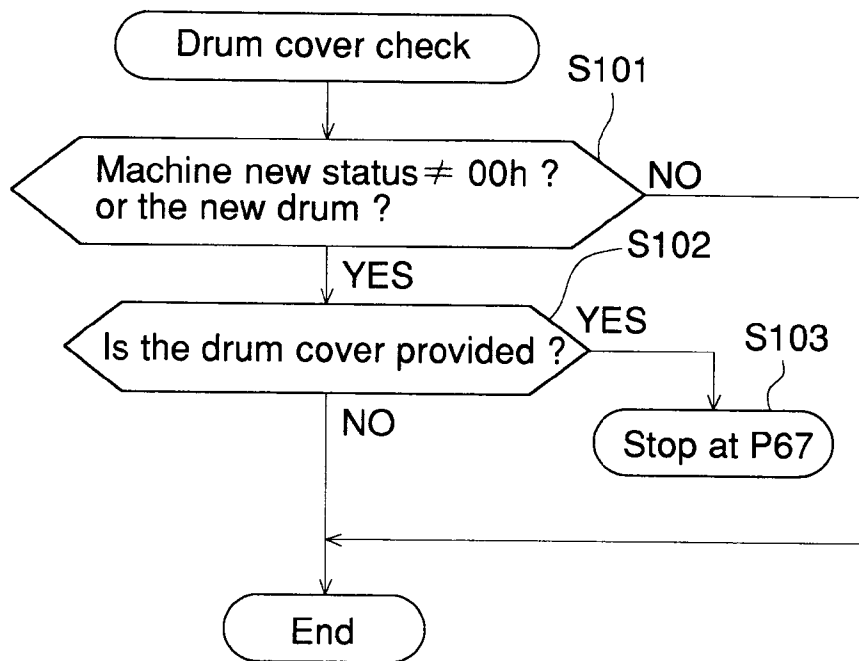 Drum cover check
S101
Machine new status ≠ 00h ?
or the new drum ?
NO
YES
S102
Is the drum cover provided ?
YES
S103
NO
Stop at P67
End